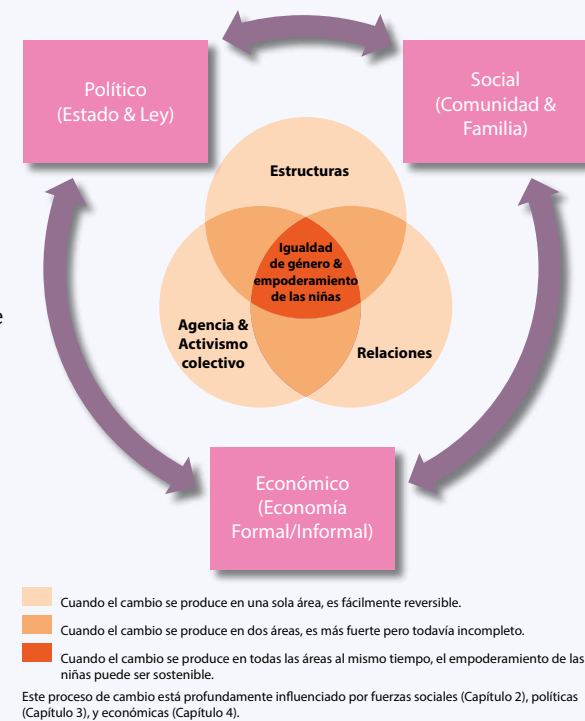 Político
(Estado & Ley)
Social
(Comunidad &
Familia)
Estructuras
Igualdad
de género &
empoderamiento
de las niñas
Agencia &
Activismo
colectivo
Relaciones
e
Económico
(Economía
Formal/Informal)
Cuando el cambio se produce en una sola área, es fácilmente reversible.
Cuando el cambio se produce en dos áreas, es más fuerte pero todavía incompleto.
Cuando el cambio se produce en todas las áreas al mismo tiempo, el empoderamiento de las
niñas puede ser sostenible.
Este proceso de cambio está profundamente influenciado por fuerzas sociales (Capítulo 2), políticas
(Capítulo 3), y económicas (Capítulo 4).